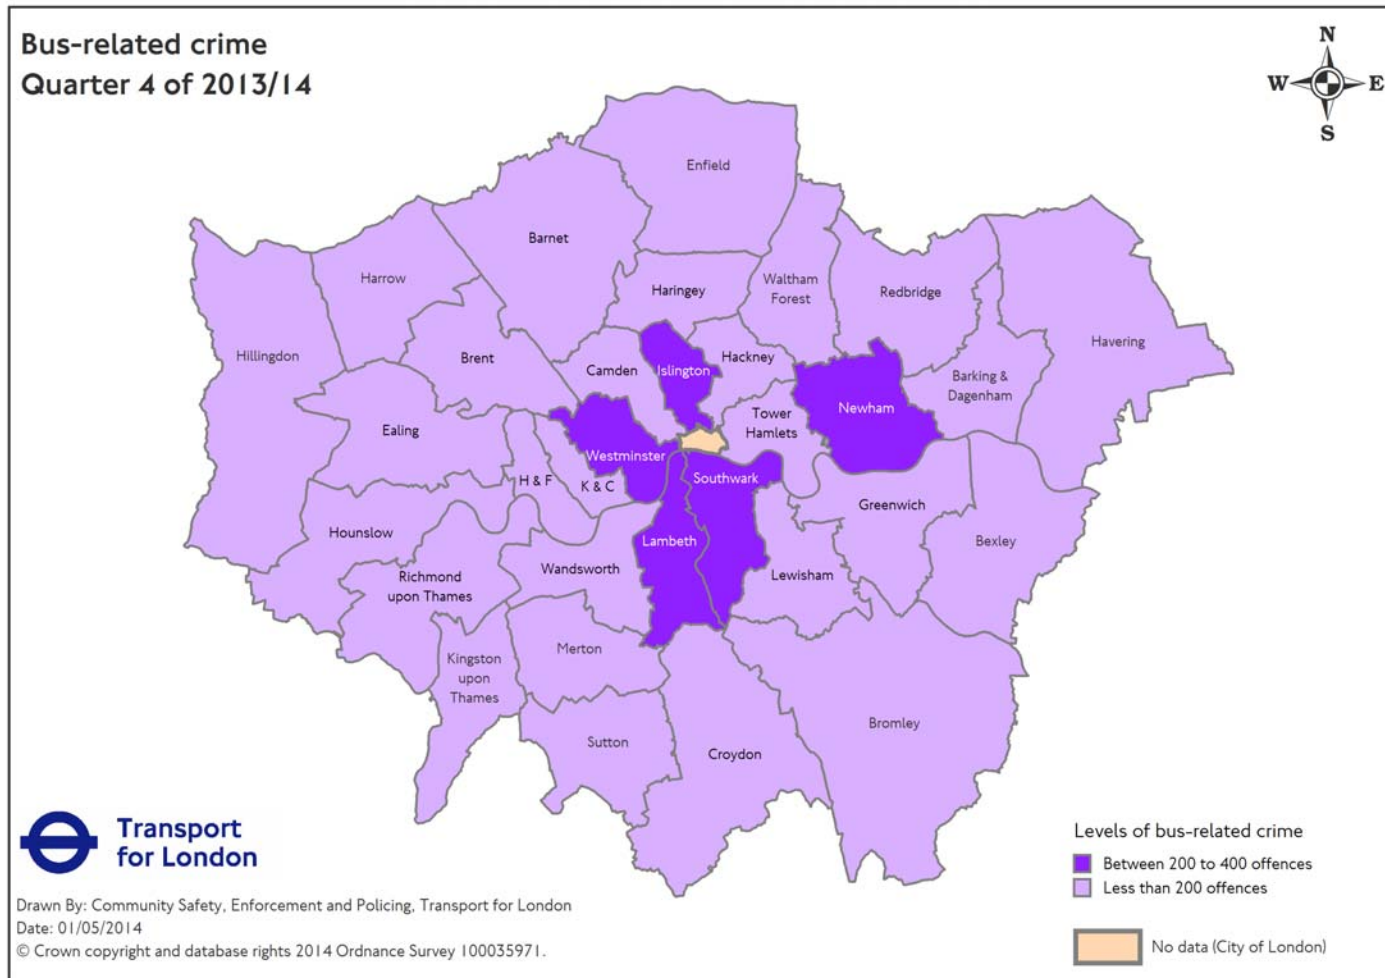 Bus-related crime
Quarter 4 of 2013/14
N
W
E
S
Enfield
Barnet
Harrow
Haringey
Waltham
Forest
Redbridge
Havering
Hillingdon
Brent
Camden
Islington
Hackney
Barking &
Dagenham
Newham
Tower
Hamlets
Ealing
Westminster
Southwark
H & F
K & C
Greenwich
Hounslow
Lambeth
Bexley
Wandsworth
Lewisham
Richmond
upon Thames
Merton
Kingston
upon
Thames
Bromley
Sutton
Croydon
Transport
for London
Levels of bus-related crime
Between 200 to 400 offences
Less than 200 offences
No data (City of London)
Drawn By: Community Safety, Enforcement and Policing, Transport for London
Date: 01/05/2014
© Crown copyright and database rights 2014 Ordnance Survey 100035971.